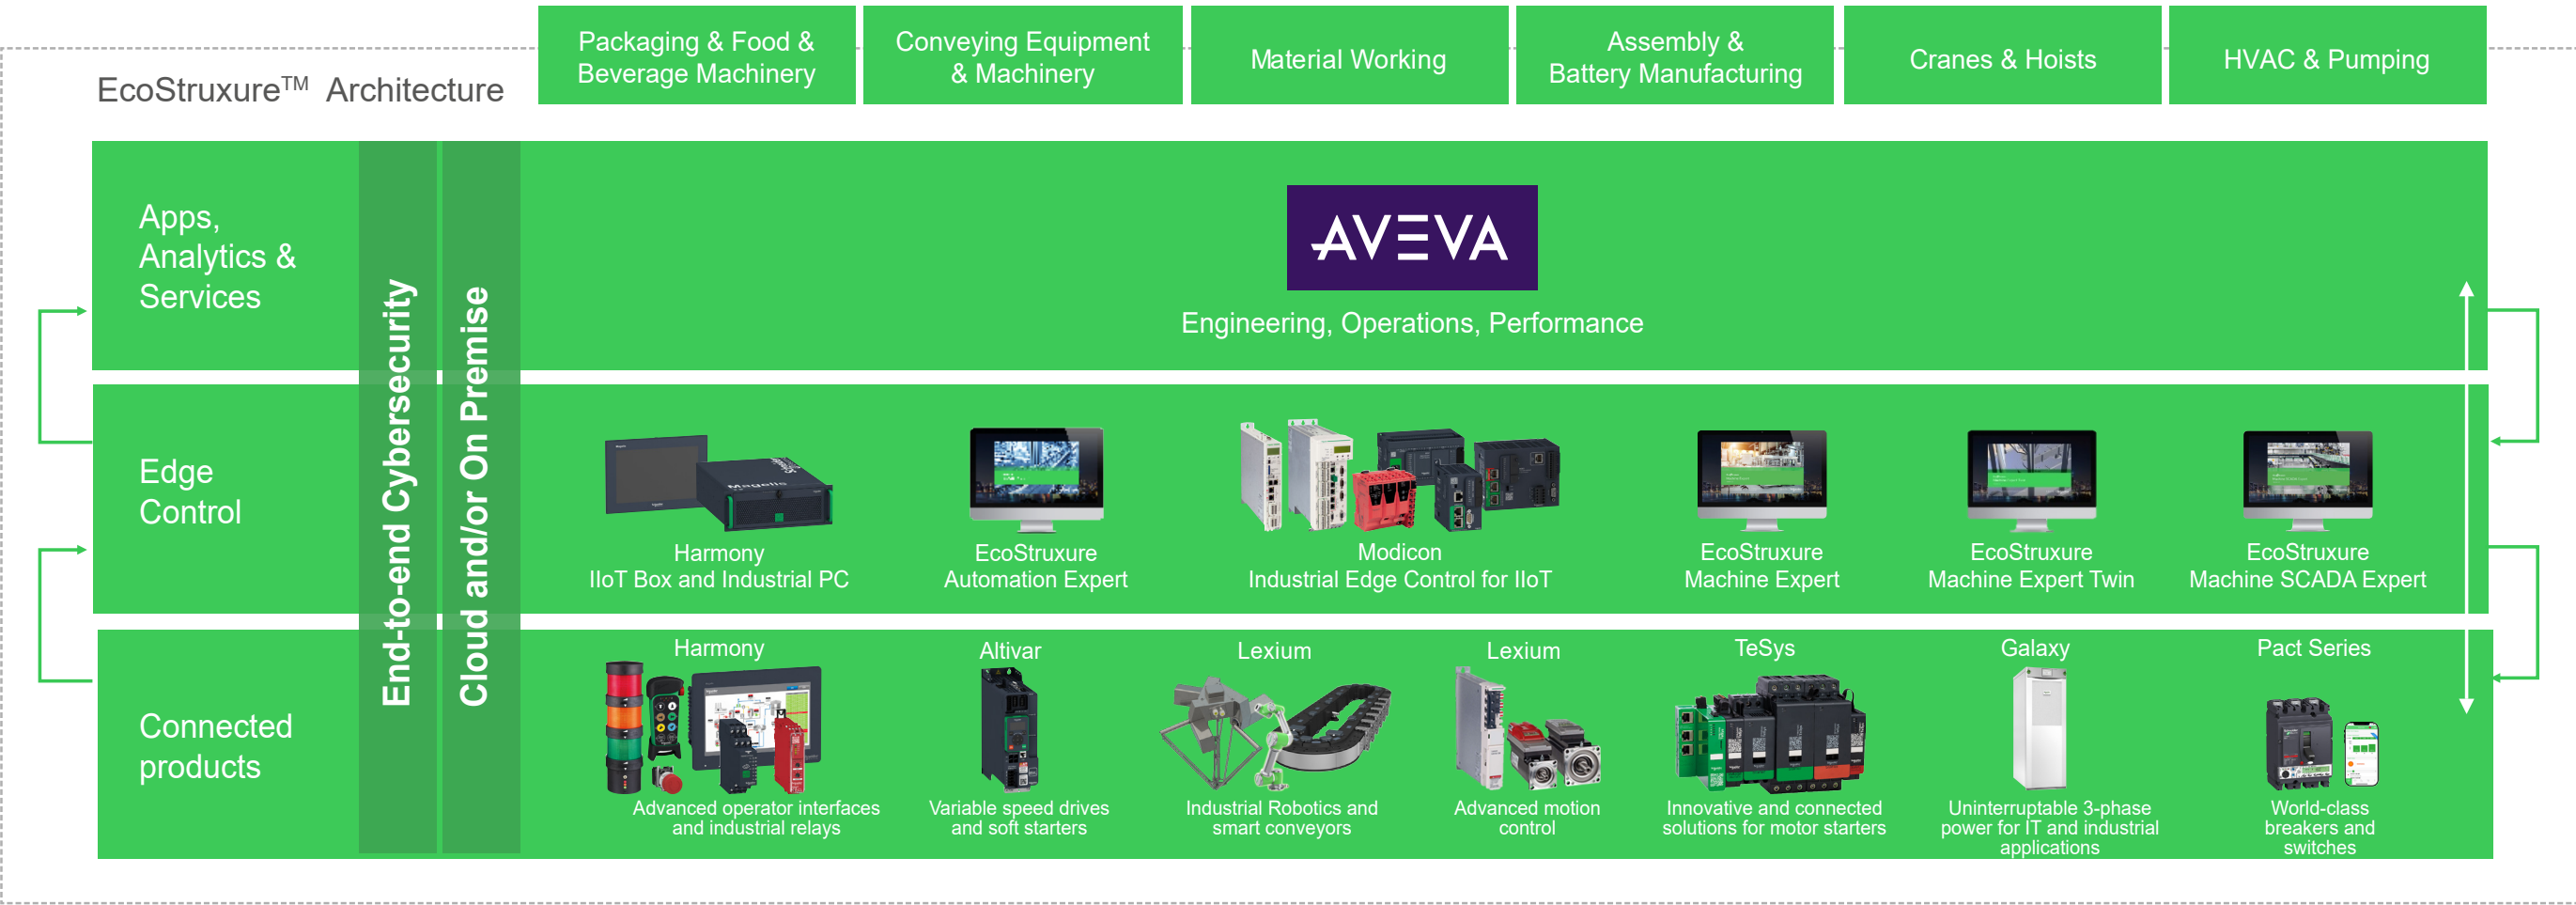 Packaging & Food &
Beverage Machinery
Conveying Equipment
& Machinery
Material Working
Assembly &
Battery Manufacturing
Cranes & Hoists
HVAC & Pumping
EcoStruxure™ Architecture
Apps,
Analytics &
Services
End-to-end Cybersecurity
Cloud and/or On Premise
AVEVA
Engineering, Operations, Performance
Edge
Control
Magelis
Harmony
IIoT Box and Industrial PC
EcoStruxure
Automation Expert
Modicon
Industrial Edge Control for IIoT
EcoStruxure
Machine Expert
EcoStruxure
Machine Expert Twin
EcoStruxure
Machine SCADA Expert
Connected
products
Harmony
Advanced operator interfaces
and industrial relays
Altivar
Variable speed drives
and soft starters
Lexium
Industrial Robotics and
smart conveyors
Lexium
Advanced motion
control
TeSys
Innovative and connected
solutions for motor starters
Galaxy
Uninterruptable 3-phase
power for IT and industrial
applications
Pact Series
World-class
breakers and
switches